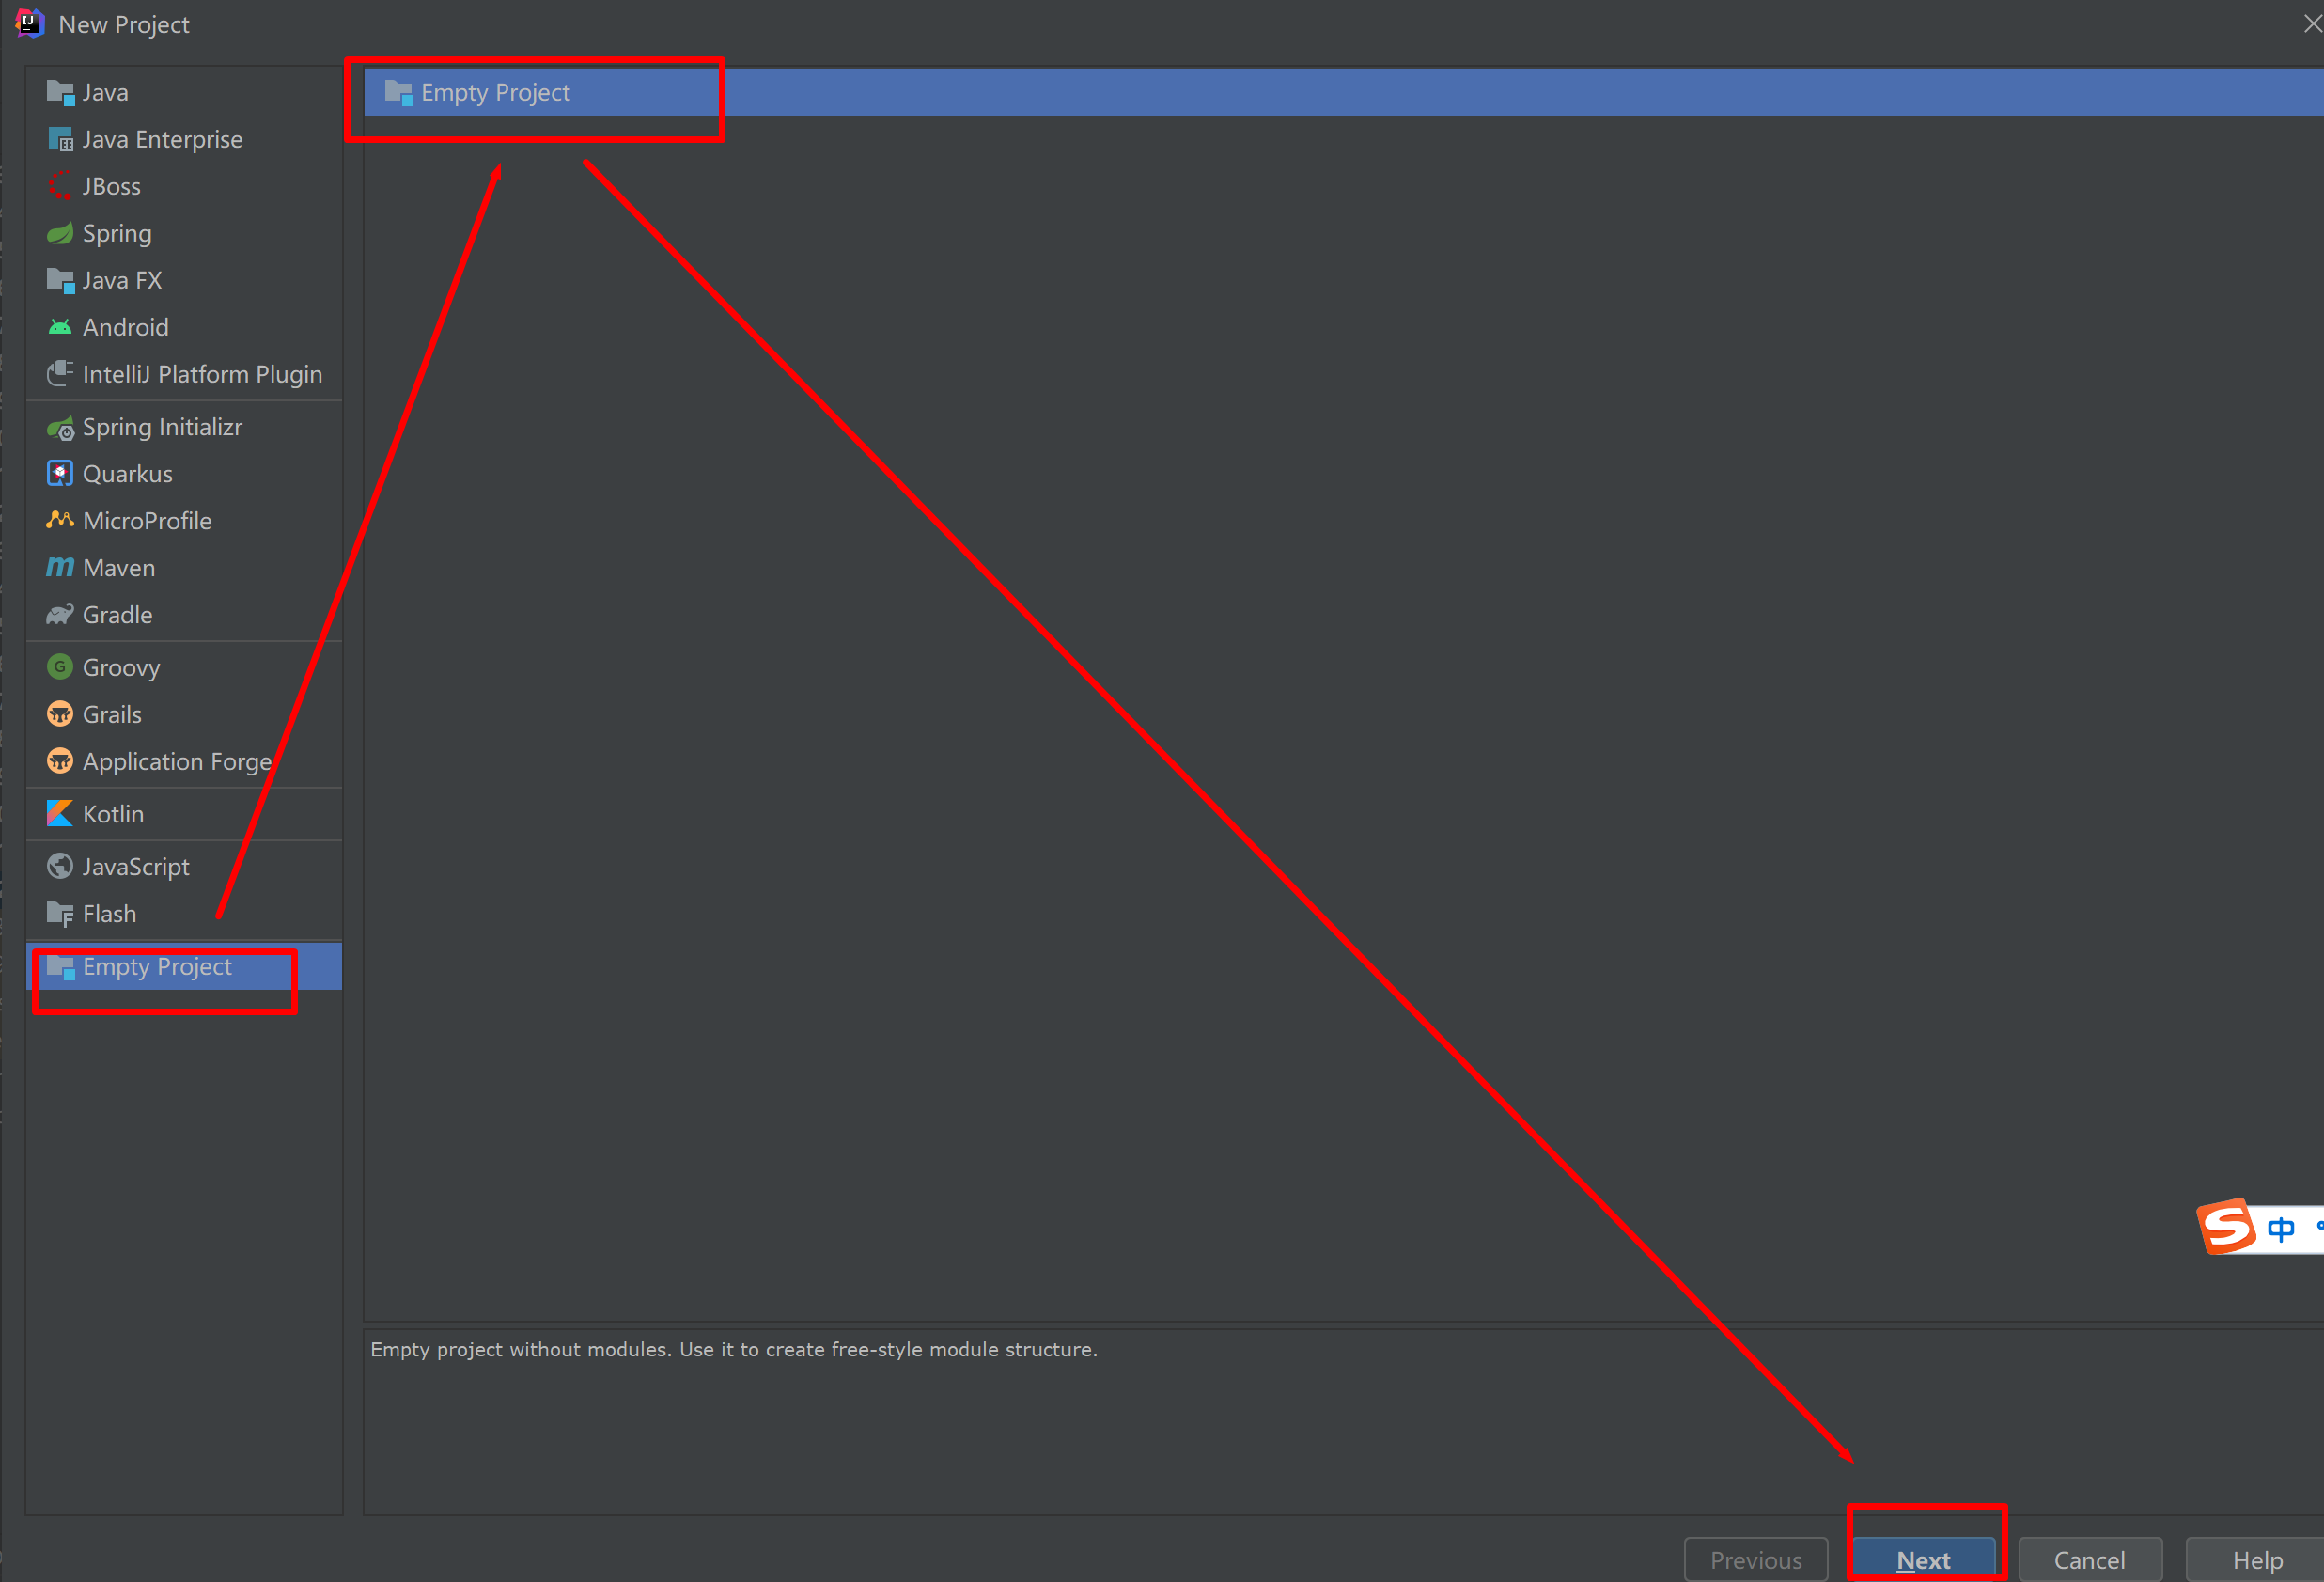 New Project
Java
Java Enterprise
JBoss
Spring
Java FX
Android
IntelliJ Platform Plugin
Spring Initializr
Quarkus
MicroProfile
Maven
Gradle
Groovy
Grails
Application Forge
Kotlin
JavaScript
Flash
Empty Project
Empty Project
中
Empty project without modules. Use it to create free-style module structure.
Previous
Next
Cancel
Help